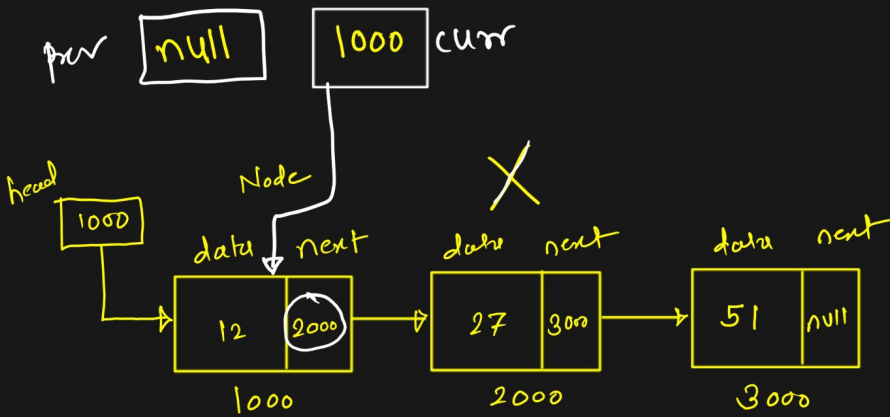 prev null 1000 curr
head
1000
Node
X
data next data next data next
12 2000 27 3000 51 null
1000 2000 3000